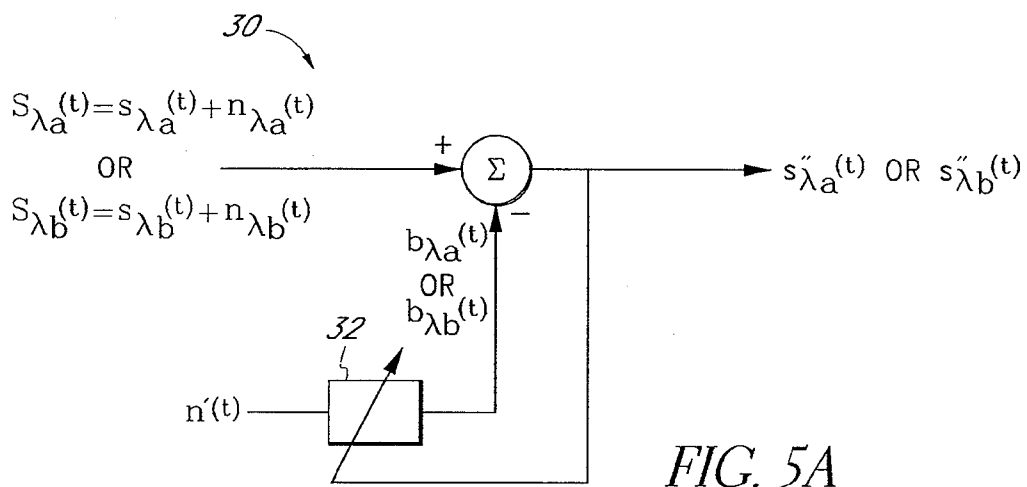 30
Sλa(t)=sλa(t)+nλa(t)
OR
Sλb(t)=sλb(t)+nλb(t)
+
Σ
−
s″λa(t) OR s″λb(t)
bλa(t)
OR
bλb(t)
32
n′(t)
FIG. 5A